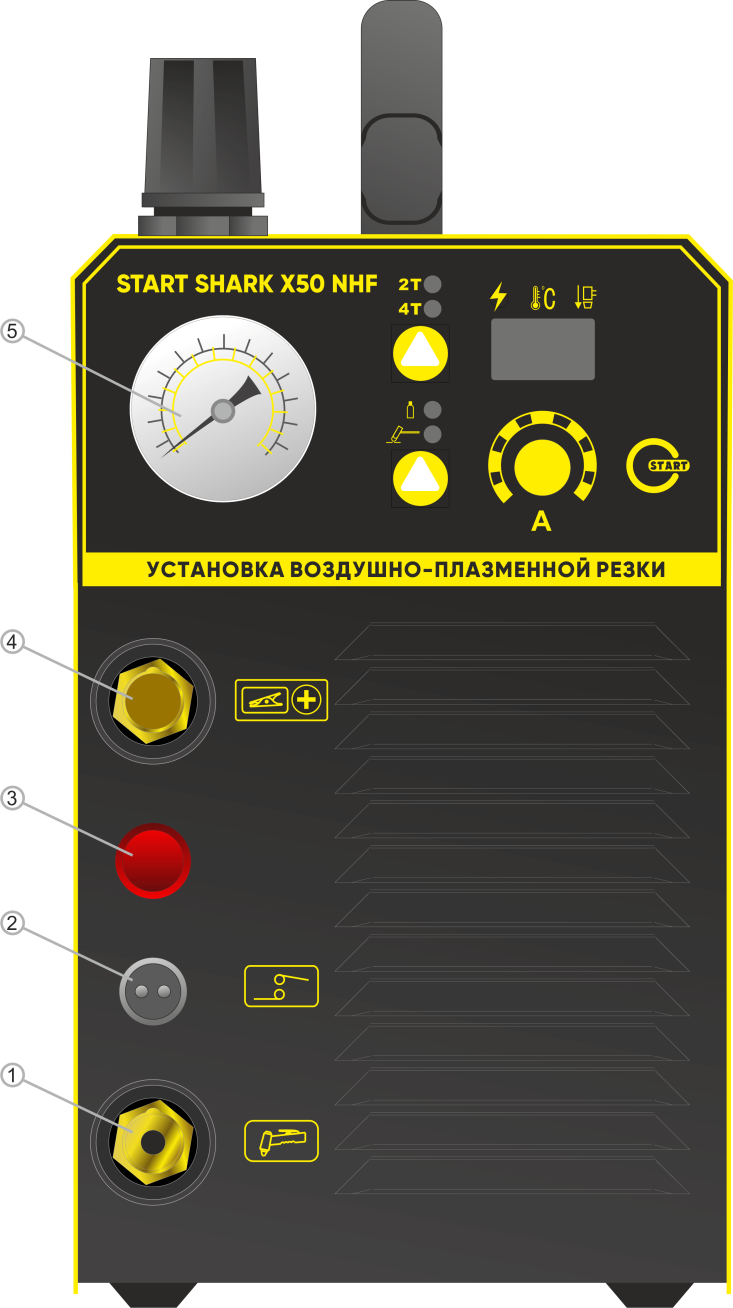 START SHARK X50 NHF
2T
4T
°C
A
START
УСТАНОВКА ВОЗДУШНО-ПЛАЗМЕННОЙ РЕЗКИ
5
4
3
2
1